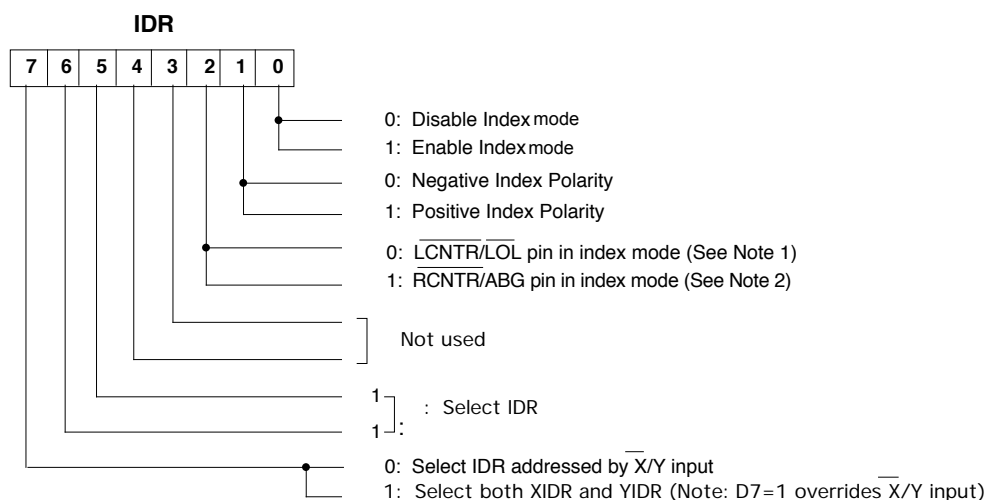 IDR
7 6 5 4 3 2 1 0
0: Disable Index mode
1: Enable Index mode
0: Negative Index Polarity
1: Positive Index Polarity
0: LCNTR/LOL pin in index mode (See Note 1)
1: RCNTR/ABG pin in index mode (See Note 2)
Not used
1
: Select IDR
1 :
0: Select IDR addressed by X/Y input
1: Select both XIDR and YIDR (Note: D7=1 overrides X/Y input)